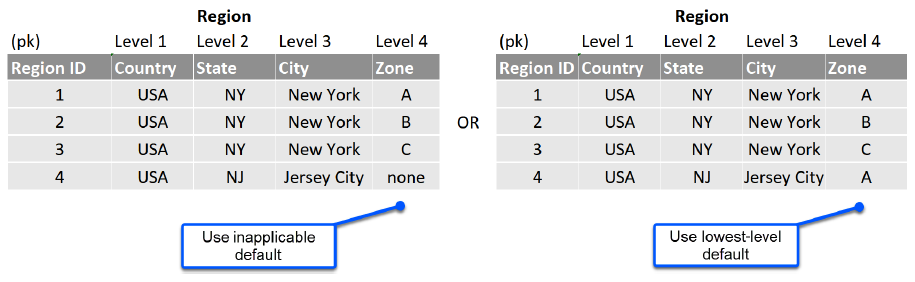 Region
(pk) Level 1 Level 2 Level 3 Level 4
Region ID Country State City Zone
1 USA NY New York A
2 USA NY New York B
3 USA NY New York C
4 USA NJ Jersey City none
Use inapplicable
default
OR
Region
(pk) Level 1 Level 2 Level 3 Level 4
Region ID Country State City Zone
1 USA NY New York A
2 USA NY New York B
3 USA NY New York C
4 USA NJ Jersey City A
Use lowest-level
default